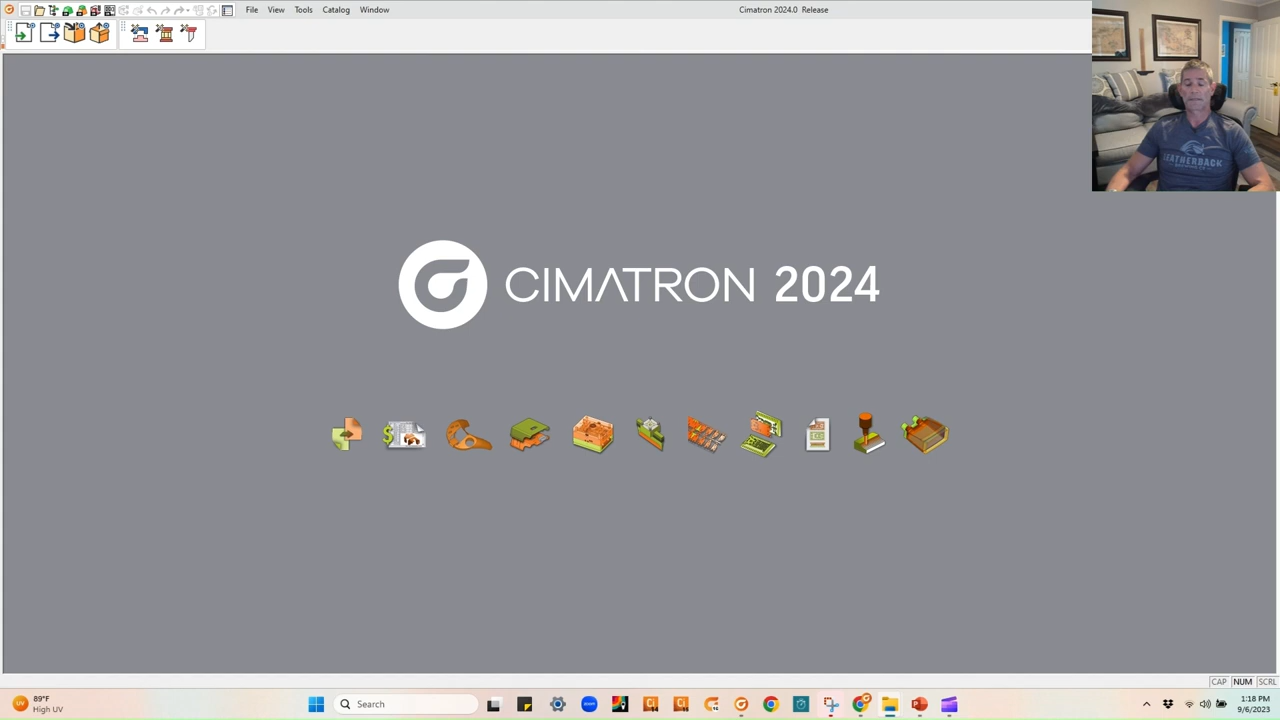 File View Tools Catalog Window
Cimatron 2024.0 Release
LEATHERBACK
CIMATRON 2024
CAP NUM SCRL
89°F
High UV
Search
1:18 PM
9/6/2023